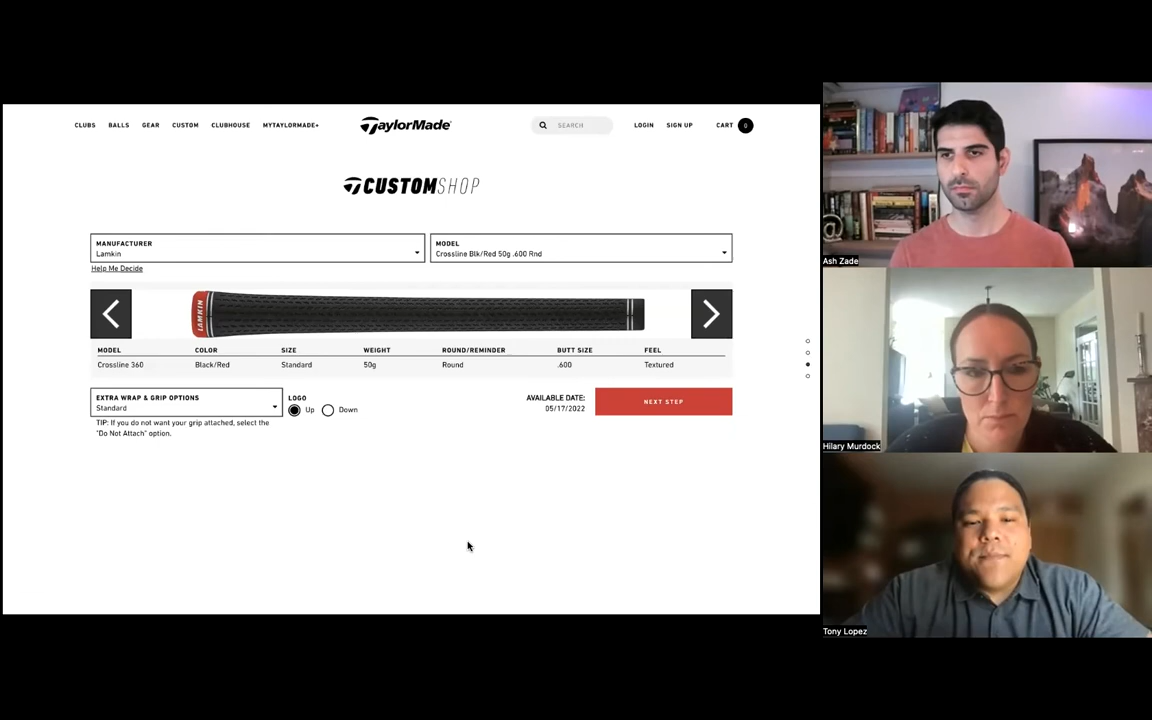 CLUBS BALLS GEAR CUSTOM CLUBHOUSE MYTAYLORMADE+ TaylorMade SEARCH LOGIN SIGN UP CART 0
CUSTOMSHOP
MANUFACTURER
Lamkin
MODEL
Crossline Blk/Red 50g .600 Rnd
Help Me Decide
LAMKIN
MODEL COLOR SIZE WEIGHT ROUND/REMINDER BUTT SIZE FEEL
Crossline 360 Black/Red Standard 50g Round .600 Textured
EXTRA WRAP & GRIP OPTIONS
Standard
LOGO
Up Down
AVAILABLE DATE:
05/17/2022
NEXT STEP
TIP: If you do not want your grip attached, select the
"Do Not Attach" option.
Ash Zade
Hilary Murdock
Tony Lopez